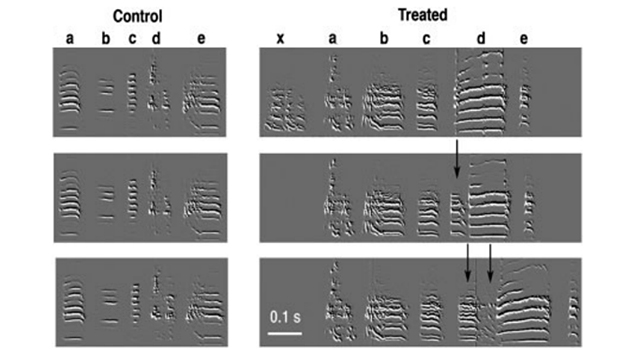 Control Treated
a b c d e x a b c d e
0.1 s